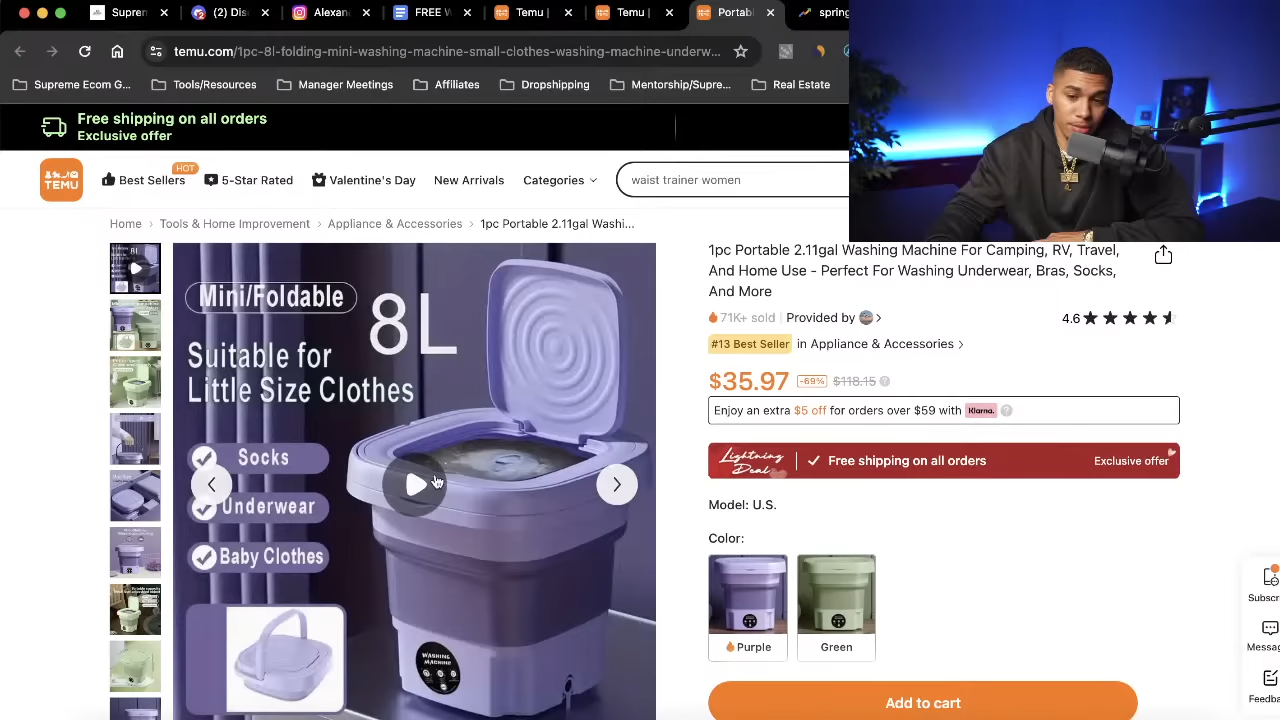 Suprem
(2) Disc
Alexan
FREE V
Temu |
Temu |
Portabl
spring
temu.com/1pc-8l-folding-mini-washing-machine-small-clothes-washing-machine-underw...
Supreme Ecom G...
Tools/Resources
Manager Meetings
Affiliates
Dropshipping
Mentorship/Supre...
Real Estate
Free shipping on all orders
Exclusive offer
TEMU
Best Sellers
HOT
5-Star Rated
Valentine's Day
New Arrivals
Categories
waist trainer women
Home › Tools & Home Improvement › Appliance & Accessories › 1pc Portable 2.11gal Washi...
Mini/Foldable
8L
Suitable for
Little Size Clothes
Socks
Underwear
Baby Clothes
WASHING
MACHINE
1pc Portable 2.11gal Washing Machine For Camping, RV, Travel,
And Home Use - Perfect For Washing Underwear, Bras, Socks,
And More
71K+ sold | Provided by
4.6
#13 Best Seller in Appliance & Accessories
$35.97 -69% $118.15
Enjoy an extra $5 off for orders over $59 with Klarna.
Lightning
Deal
Free shipping on all orders
Exclusive offer
Model: U.S.
Color:
Purple
Green
Add to cart
Subscr
Messag
Feedba